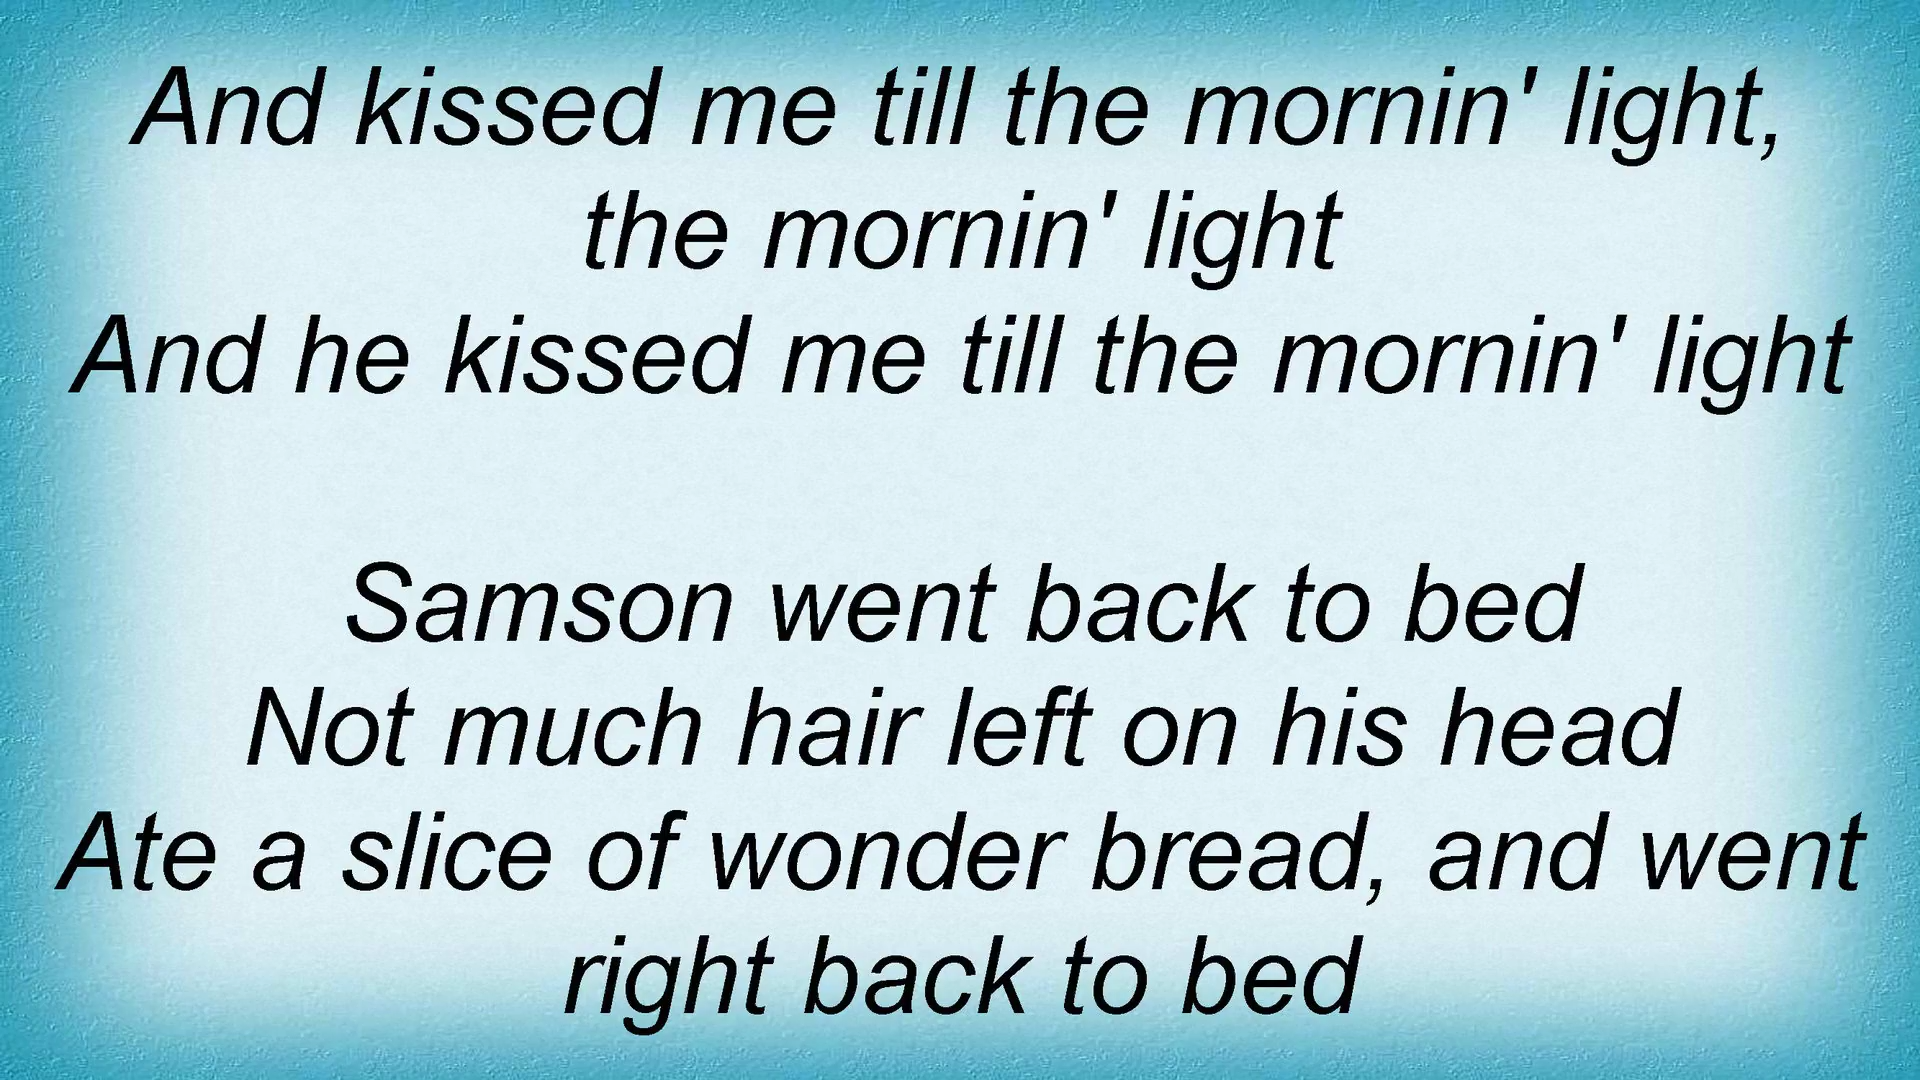 And kissed me till the mornin' light,
the mornin' light
And he kissed me till the mornin' light
Samson went back to bed
Not much hair left on his head
Ate a slice of wonder bread, and went
right back to bed